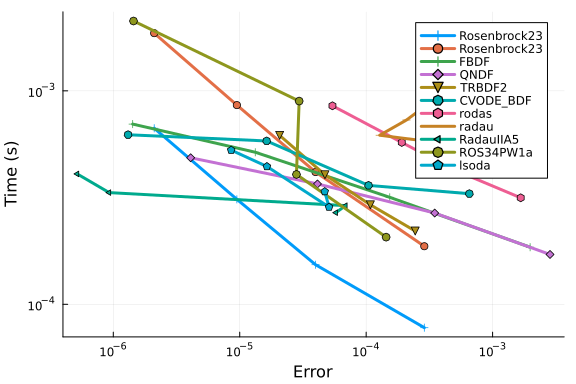 Time (s)
10⁻³
10⁻⁴
Rosenbrock23
Rosenbrock23
FBDF
QNDF
TRBDF2
CVODE_BDF
rodas
radau
RadauIIA5
ROS34PW1a
lsoda
10⁻⁶ 10⁻⁵ 10⁻⁴ 10⁻³
Error